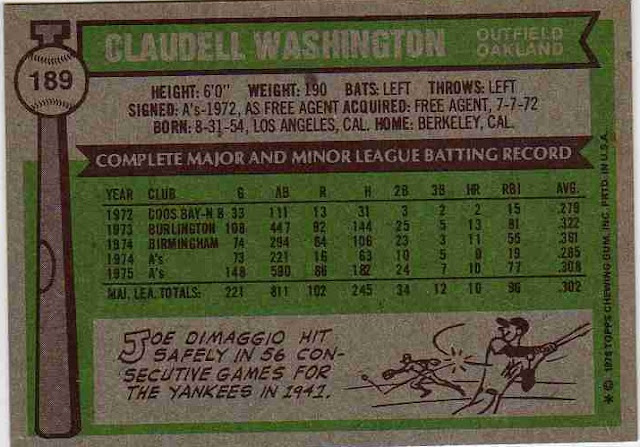 T
189
CLAUDELL WASHINGTON
OUTFIELD
OAKLAND
HEIGHT: 6'0" WEIGHT: 190 BATS: LEFT THROWS: LEFT
SIGNED: A's-1972, AS FREE AGENT ACQUIRED: FREE AGENT, 7-7-72
BORN: 8-31-54, LOS ANGELES, CAL. HOME: BERKELEY, CAL.
COMPLETE MAJOR AND MINOR LEAGUE BATTING RECORD
YEAR CLUB G AB R H 2B 3B HR RBI AVG.
1972 COOS BAY-N B 33 111 13 31 3 2 2 15 .279
1973 BURLINGTON 108 447 92 144 25 5 13 81 .322
1974 BIRMINGHAM 74 294 64 106 23 3 11 55 .361
1974 A's 73 221 16 63 10 5 0 19 .285
1975 A's 148 590 86 182 24 7 10 77 .308
MAJ. LEA. TOTALS: 221 811 102 245 34 12 10 96 .302
JOE DIMAGGIO HIT
SAFELY IN 56 CON-
SECUTIVE GAMES FOR
THE YANKEES IN 1941.
* © 1976 TOPPS CHEWING GUM, INC. PRTD. IN U.S.A.